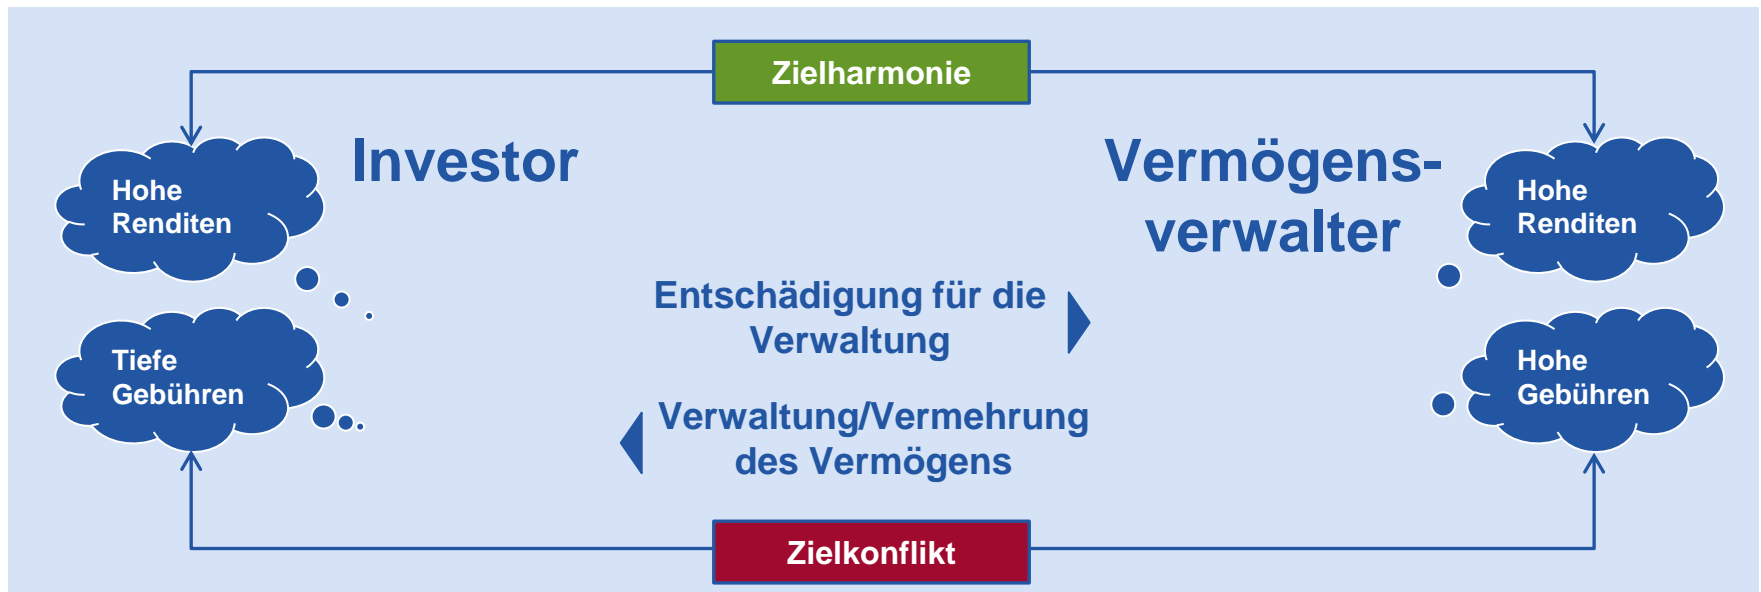 Zielharmonie
Investor
Hohe
Renditen
Tiefe
Gebühren
Entschädigung für die
Verwaltung
Verwaltung/Vermehrung
des Vermögens
Vermögens-
verwalter
Hohe
Renditen
Hohe
Gebühren
Zielkonflikt